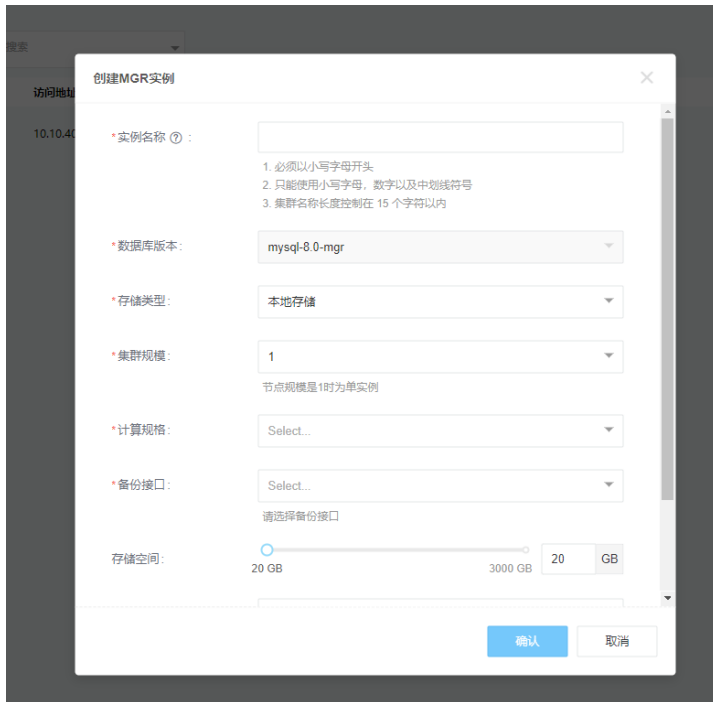 搜索
创建MGR实例
访问地址
10.10.40
*实例名称 ? :
1. 必须以小写字母开头
2. 只能使用小写字母，数字以及中划线符号
3. 集群名称长度控制在 15 个字符以内
*数据库版本:
mysql-8.0-mgr
*存储类型:
本地存储
*集群规模:
1
节点规模是1时为单实例
*计算规格:
Select...
*备份接口:
Select...
请选择备份接口
存储空间:
20 GB
3000 GB
20
GB
确认
取消